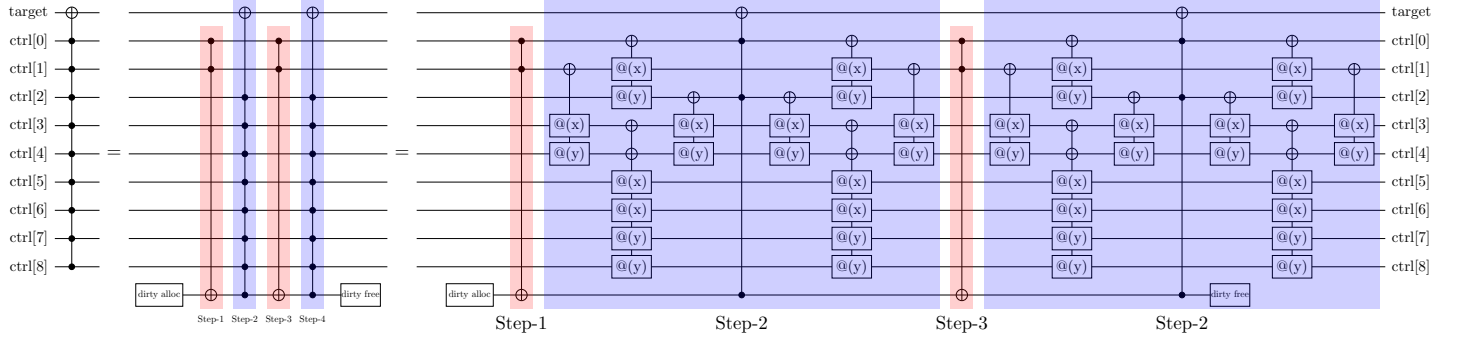 target target
ctrl[0] ctrl[0]
ctrl[1] @(x) @(x) @(x) @(x) ctrl[1]
ctrl[2] @(y) @(y) @(y) @(y) ctrl[2]
ctrl[3] @(x) @(x) @(x) @(x) @(x) @(x) @(x) @(x) ctrl[3]
ctrl[4] = = @(y) @(y) @(y) @(y) @(y) @(y) @(y) @(y) ctrl[4]
ctrl[5] @(x) @(x) @(x) @(x) ctrl[5]
ctrl[6] @(x) @(x) @(x) @(x) ctrl[6]
ctrl[7] @(y) @(y) @(y) @(y) ctrl[7]
ctrl[8] @(y) @(y) @(y) @(y) ctrl[8]
dirty alloc dirty free dirty alloc dirty free
Step-1 Step-2 Step-3 Step-4 Step-1 Step-2 Step-3 Step-2